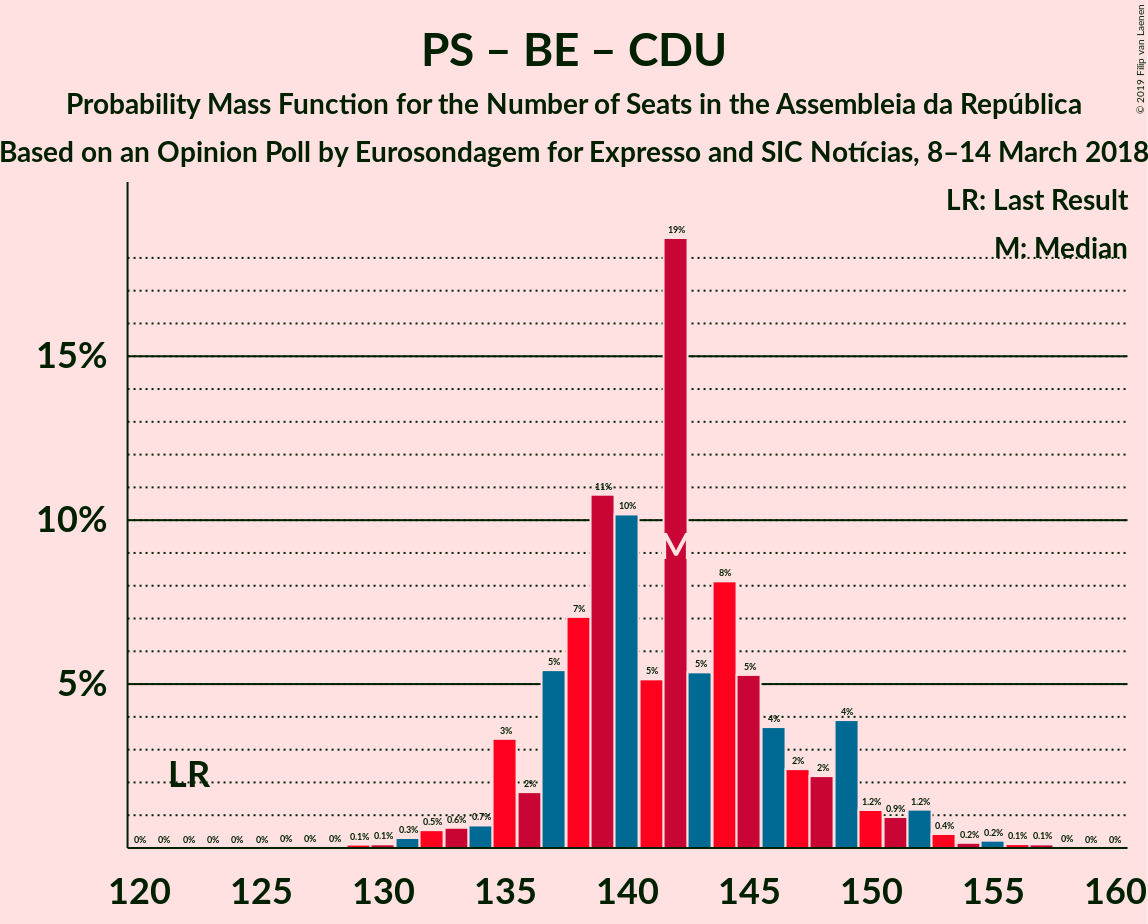 PS – BE – CDU
Probability Mass Function for the Number of Seats in the Assembleia da República
Based on an Opinion Poll by Eurosondagem for Expresso and SIC Notícias, 8–14 March 2018
© 2019 Filip van Laenen
LR: Last Result
M: Median
15%
10%
5%
LR
M
0% 0% 0% 0% 0% 0% 0% 0% 0% 0.1% 0.1% 0.3% 0.5% 0.6% 0.7% 3% 2% 5% 7% 11% 10% 5% 19% 5% 8% 5% 4% 2% 2% 4% 1.2% 0.9% 1.2% 0.4% 0.2% 0.2% 0.1% 0.1% 0% 0% 0%
120 125 130 135 140 145 150 155 160